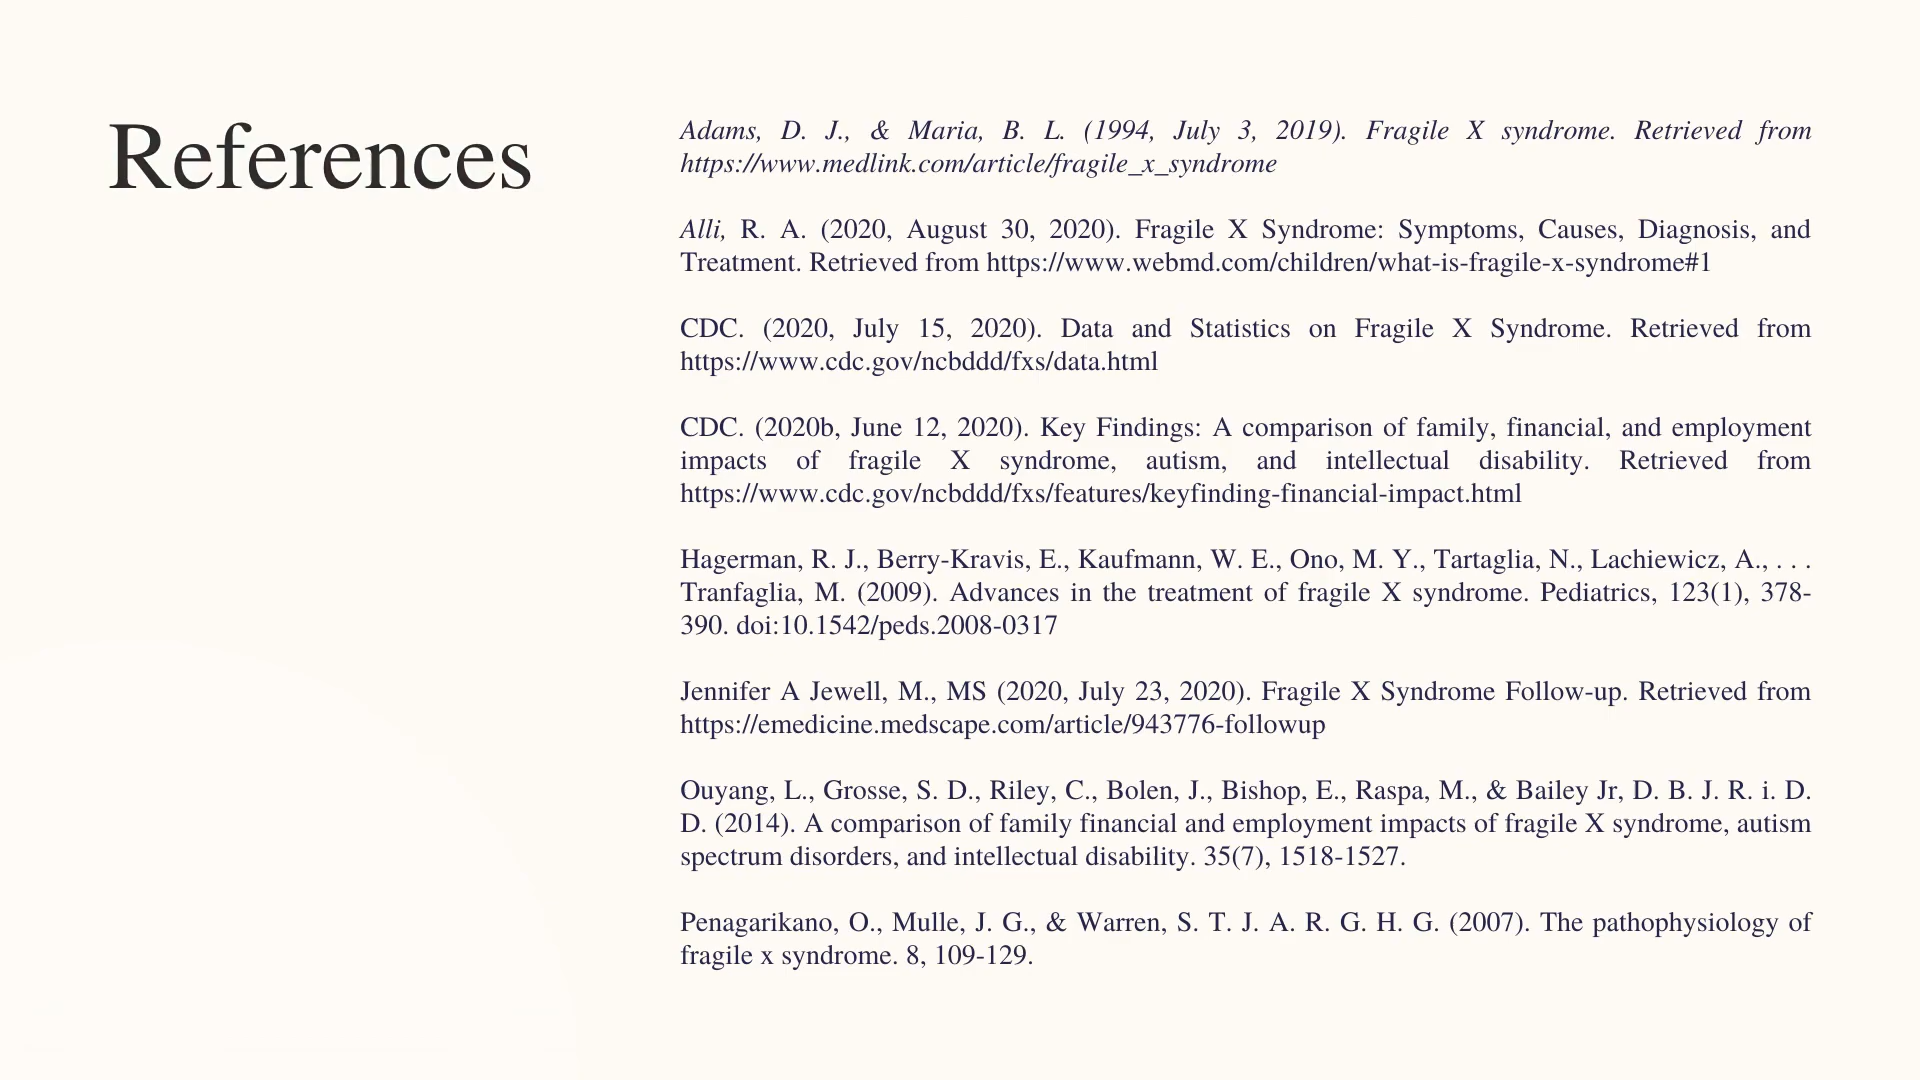 References
Adams, D. J., & Maria, B. L. (1994, July 3, 2019). Fragile X syndrome. Retrieved from
https://www.medlink.com/article/fragile_x_syndrome
Alli, R. A. (2020, August 30, 2020). Fragile X Syndrome: Symptoms, Causes, Diagnosis, and
Treatment. Retrieved from https://www.webmd.com/children/what-is-fragile-x-syndrome#1
CDC. (2020, July 15, 2020). Data and Statistics on Fragile X Syndrome. Retrieved from
https://www.cdc.gov/ncbddd/fxs/data.html
CDC. (2020b, June 12, 2020). Key Findings: A comparison of family, financial, and employment
impacts of fragile X syndrome, autism, and intellectual disability. Retrieved from
https://www.cdc.gov/ncbddd/fxs/features/keyfinding-financial-impact.html
Hagerman, R. J., Berry-Kravis, E., Kaufmann, W. E., Ono, M. Y., Tartaglia, N., Lachiewicz, A., . . .
Tranfaglia, M. (2009). Advances in the treatment of fragile X syndrome. Pediatrics, 123(1), 378-
390. doi:10.1542/peds.2008-0317
Jennifer A Jewell, M., MS (2020, July 23, 2020). Fragile X Syndrome Follow-up. Retrieved from
https://emedicine.medscape.com/article/943776-followup
Ouyang, L., Grosse, S. D., Riley, C., Bolen, J., Bishop, E., Raspa, M., & Bailey Jr, D. B. J. R. i. D.
D. (2014). A comparison of family financial and employment impacts of fragile X syndrome, autism
spectrum disorders, and intellectual disability. 35(7), 1518-1527.
Penagarikano, O., Mulle, J. G., & Warren, S. T. J. A. R. G. H. G. (2007). The pathophysiology of
fragile x syndrome. 8, 109-129.